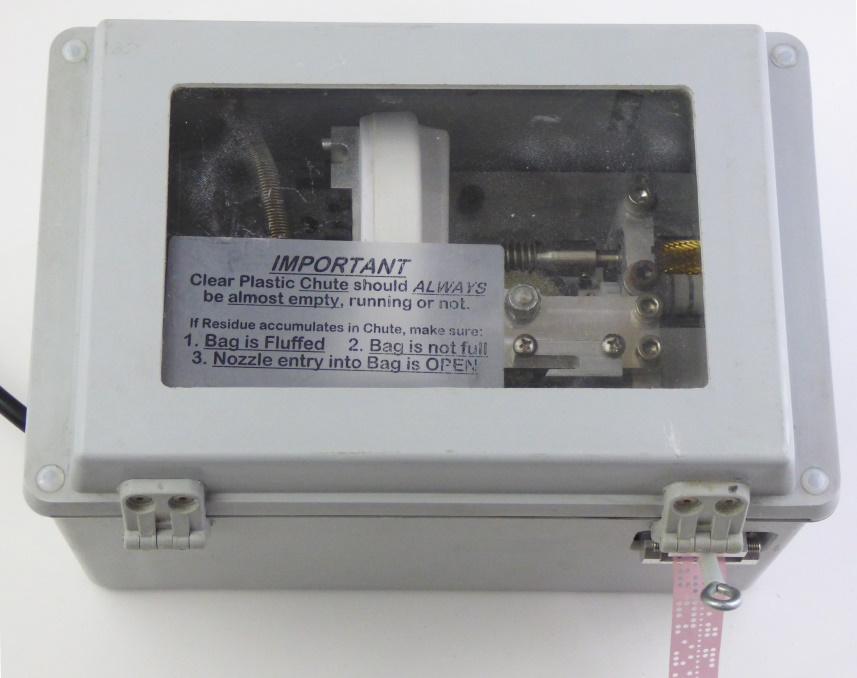 IMPORTANT
Clear Plastic Chute should ALWAYS
be almost empty, running or not.
If Residue accumulates in Chute, make sure:
1. Bag is Fluffed 2. Bag is not full
3. Nozzle entry into Bag is OPEN